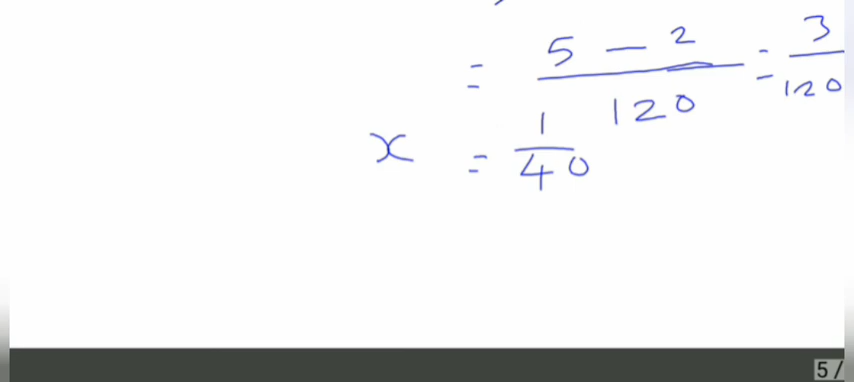 = 5 - 2 / 120 = 3 / 120
x = 1 / 40
5/